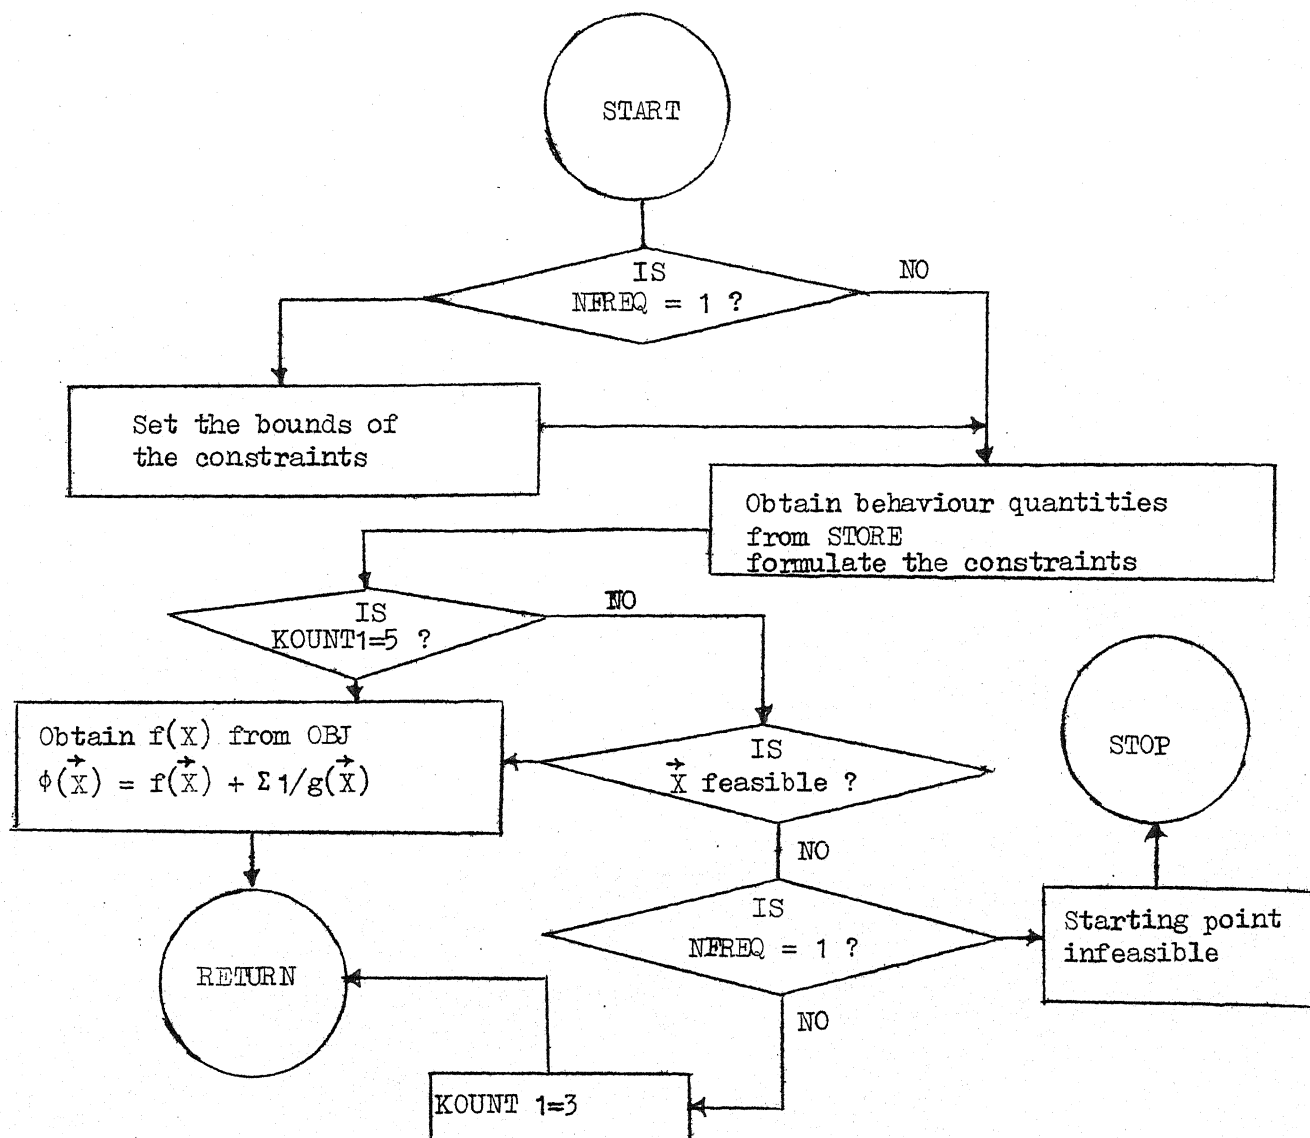 START
IS
NFREQ = 1 ?
NO
Set the bounds of
the constraints
Obtain behaviour quantities
from STORE
formulate the constraints
IS
KOUNT1=5 ?
NO
Obtain f(X) from OBJ
ϕ(X⃗) = f(X⃗) + Σ1/g(X⃗)
IS
X⃗ feasible ?
STOP
NO
IS
NFREQ = 1 ?
Starting point
infeasible
RETURN
NO
KOUNT 1=3